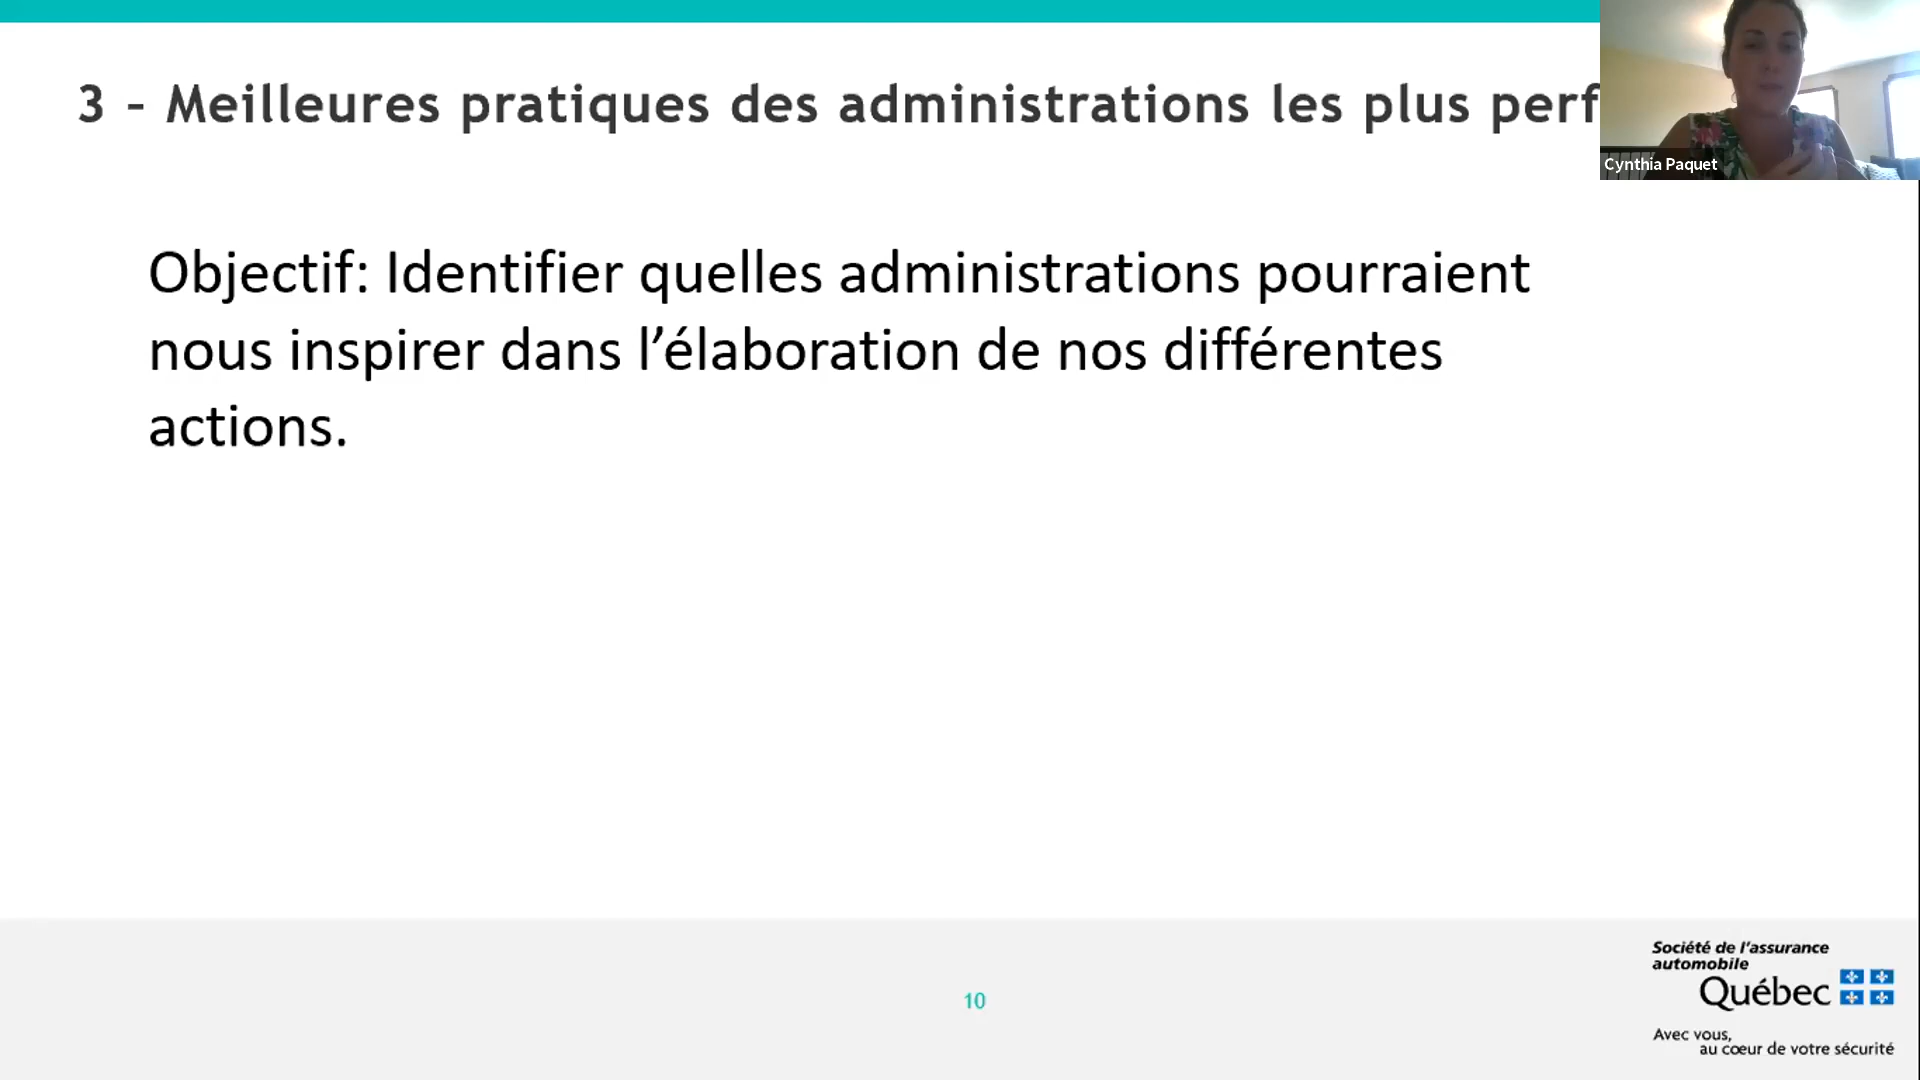 3 – Meilleures pratiques des administrations les plus perf
Cynthia Paquet
Objectif: Identifier quelles administrations pourraient
nous inspirer dans l’élaboration de nos différentes
actions.
10
Société de l’assurance
automobile
Québec
Avec vous,
au cœur de votre sécurité